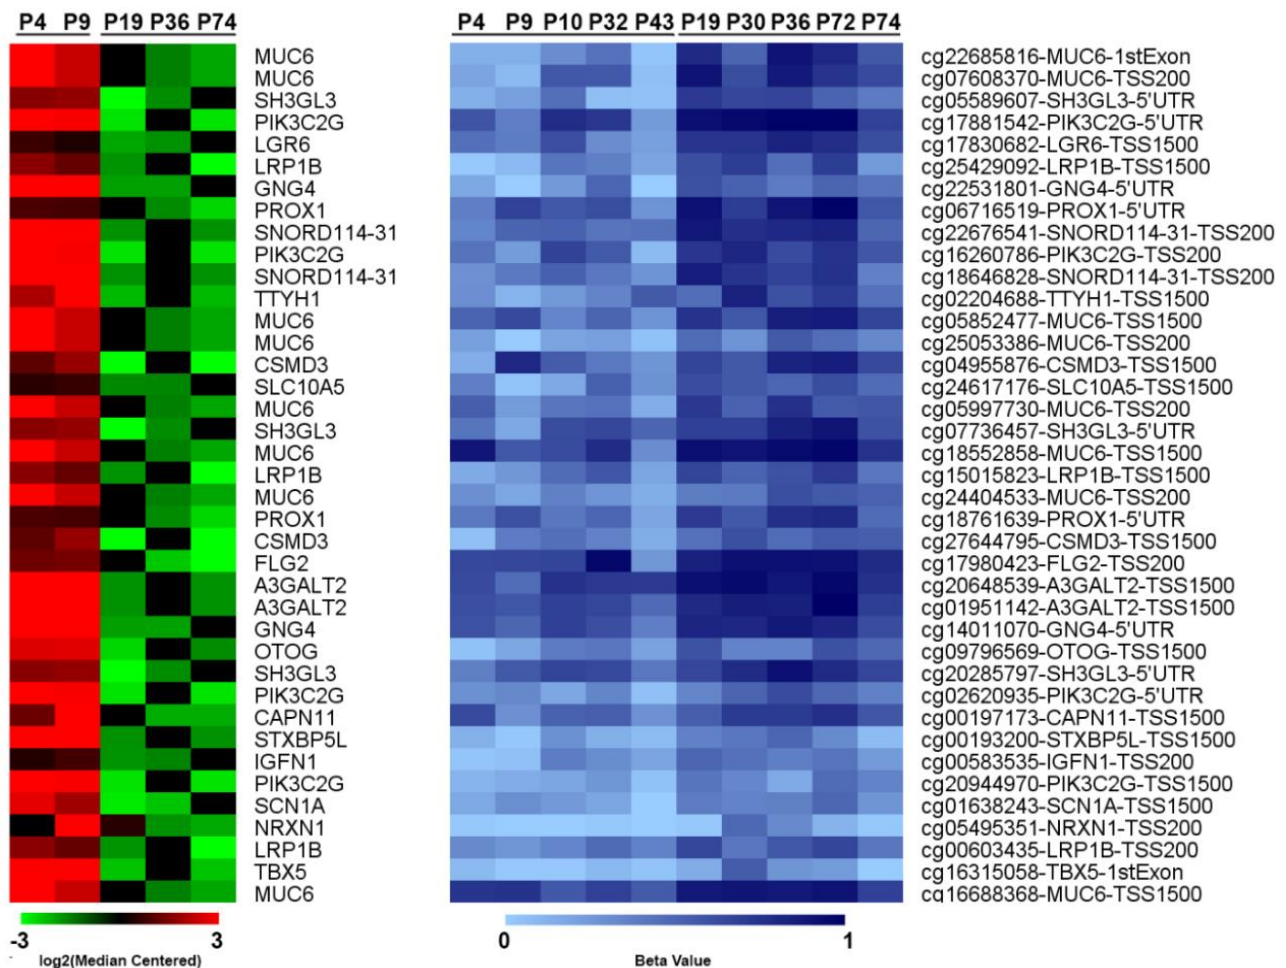 P4 P9 P19 P36 P74 P4 P9 P10 P32 P43 P19 P30 P36 P72 P74
MUC6 cg22685816-MUC6-1stExon
MUC6 cg07608370-MUC6-TSS200
SH3GL3 cg05589607-SH3GL3-5'UTR
PIK3C2G cg17881542-PIK3C2G-5'UTR
LGR6 cg17830682-LGR6-TSS1500
LRP1B cg25429092-LRP1B-TSS1500
GNG4 cg22531801-GNG4-5'UTR
PROX1 cg06716519-PROX1-5'UTR
SNORD114-31 cg22676541-SNORD114-31-TSS200
PIK3C2G cg16260786-PIK3C2G-TSS200
SNORD114-31 cg18646828-SNORD114-31-TSS200
TTYH1 cg02204688-TTYH1-TSS1500
MUC6 cg05852477-MUC6-TSS1500
MUC6 cg25053386-MUC6-TSS200
CSMD3 cg04955876-CSMD3-TSS1500
SLC10A5 cg24617176-SLC10A5-TSS1500
MUC6 cg05997730-MUC6-TSS200
SH3GL3 cg07736457-SH3GL3-5'UTR
MUC6 cg18552858-MUC6-TSS1500
LRP1B cg15015823-LRP1B-TSS1500
MUC6 cg24404533-MUC6-TSS200
PROX1 cg18761639-PROX1-5'UTR
CSMD3 cg27644795-CSMD3-TSS1500
FLG2 cg17980423-FLG2-TSS200
A3GALT2 cg20648539-A3GALT2-TSS1500
A3GALT2 cg01951142-A3GALT2-TSS1500
GNG4 cg14011070-GNG4-5'UTR
OTOG cg09796569-OTOG-TSS1500
SH3GL3 cg20285797-SH3GL3-5'UTR
PIK3C2G cg02620935-PIK3C2G-5'UTR
CAPN11 cg00197173-CAPN11-TSS1500
STXBP5L cg00193200-STXBP5L-TSS1500
IGFN1 cg00583535-IGFN1-TSS200
PIK3C2G cg20944970-PIK3C2G-TSS1500
SCN1A cg01638243-SCN1A-TSS1500
NRXN1 cg05495351-NRXN1-TSS200
LRP1B cg00603435-LRP1B-TSS200
TBX5 cg16315058-TBX5-1stExon
MUC6 cg16688368-MUC6-TSS1500
-3 3 0 1
log2(Median Centered) Beta Value